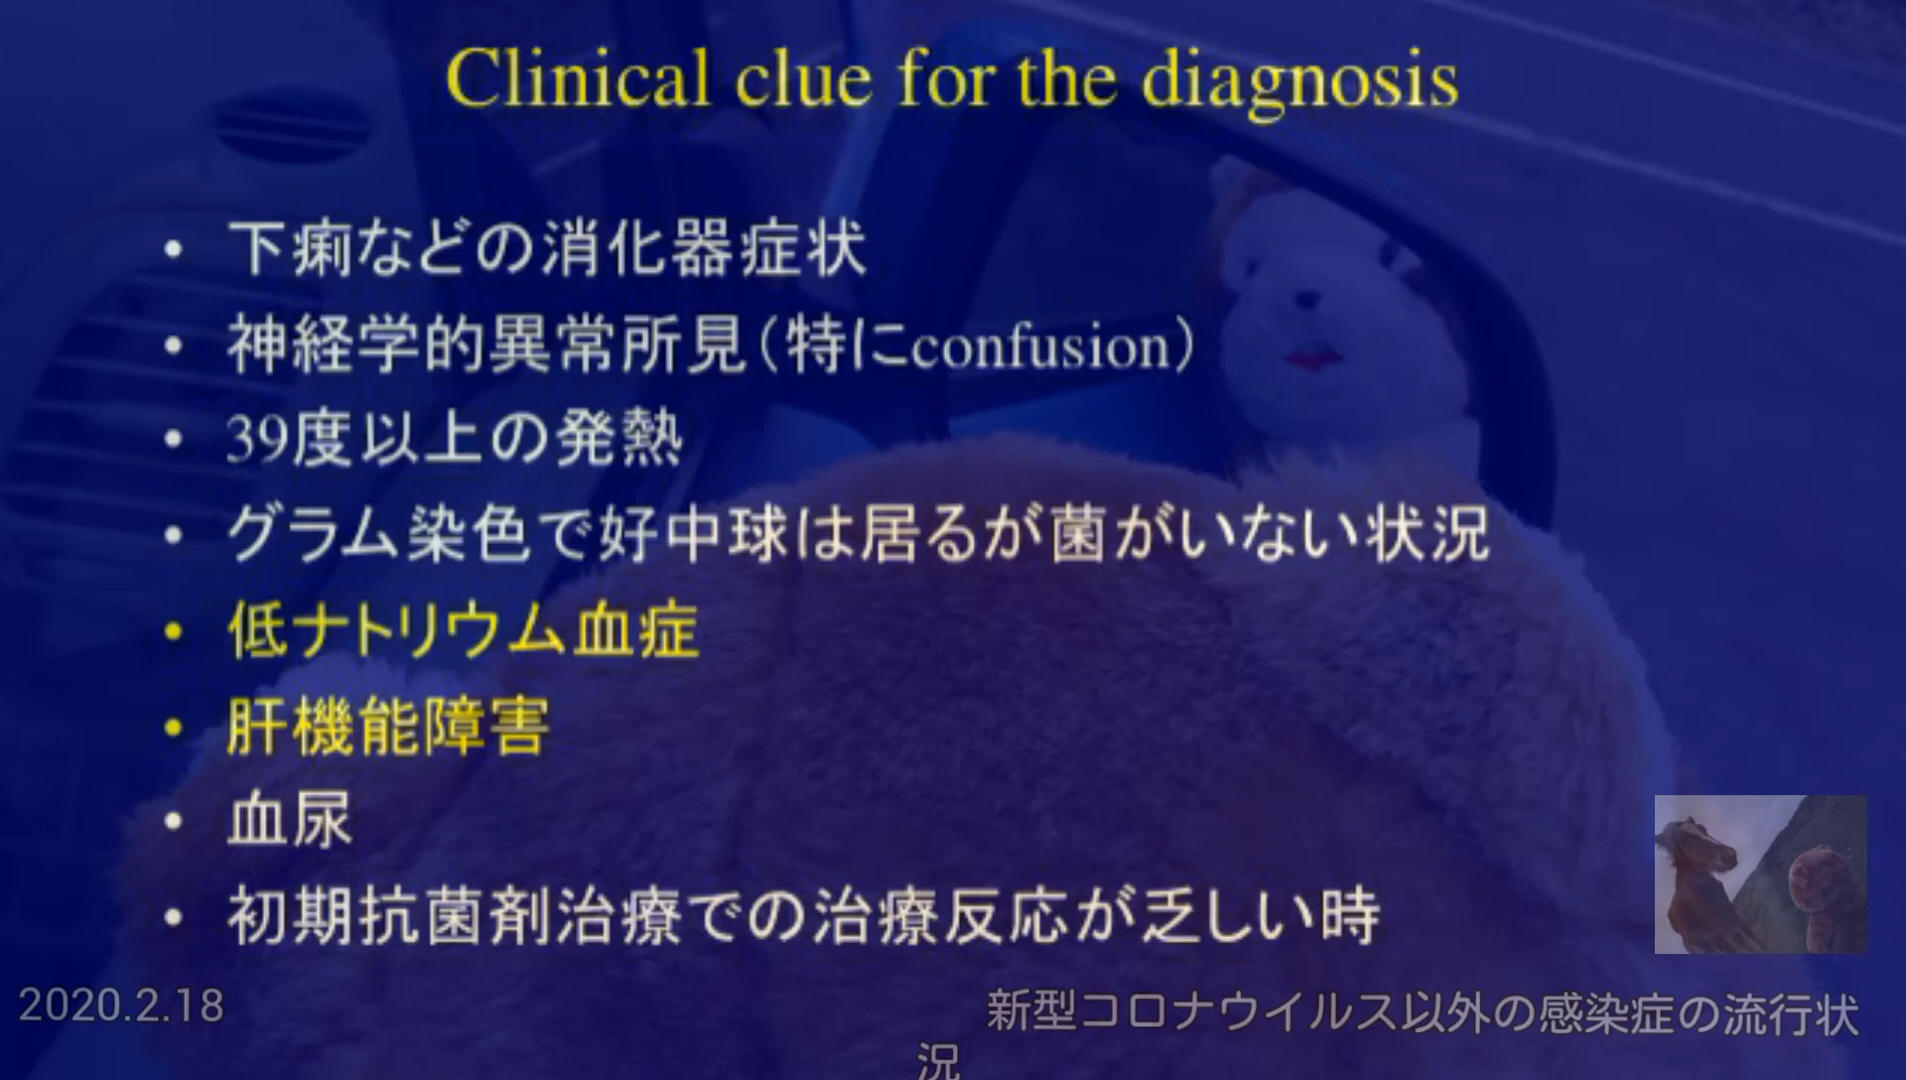 Clinical clue for the diagnosis
• 下痢などの消化器症状
• 神経学的異常所見（特にconfusion）
• 39度以上の発熱
• グラム染色で好中球は居るが菌がいない状況
• 低ナトリウム血症
• 肝機能障害
• 血尿
• 初期抗菌剤治療での治療反応が乏しい時
2020.2.18
新型コロナウイルス以外の感染症の流行状
況